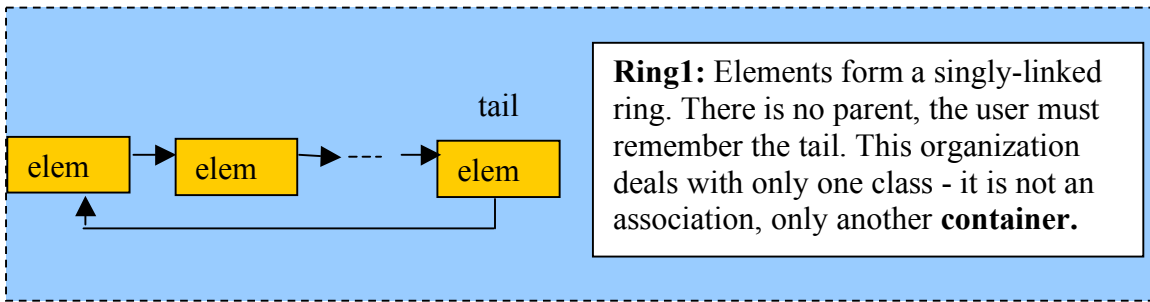 tail
elem
elem
elem
Ring1: Elements form a singly-linked
ring. There is no parent, the user must
remember the tail. This organization
deals with only one class - it is not an
association, only another container.